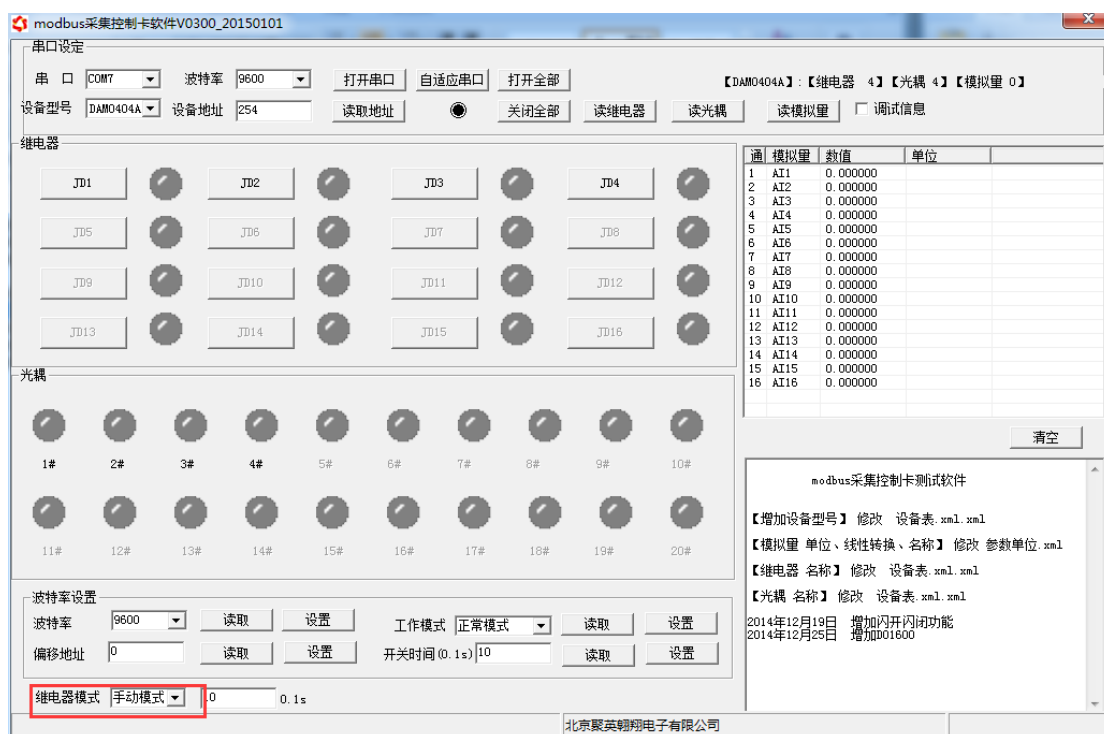 modbus采集控制卡软件V0300_20150101
串口设定
串 口 COM7 波特率 9600 打开串口 自适应串口 打开全部 【DAM0404A】:【继电器 4】【光耦 4】【模拟量 0】
设备型号 DAM0404A 设备地址 254 读取地址 关闭全部 读继电器 读光耦 读模拟量 调试信息
继电器
JD1 JD2 JD3 JD4
JD5 JD6 JD7 JD8
JD9 JD10 JD11 JD12
JD13 JD14 JD15 JD16
通 模拟量 数值 单位
1 AI1 0.000000
2 AI2 0.000000
3 AI3 0.000000
4 AI4 0.000000
5 AI5 0.000000
6 AI6 0.000000
7 AI7 0.000000
8 AI8 0.000000
9 AI9 0.000000
10 AI10 0.000000
11 AI11 0.000000
12 AI12 0.000000
13 AI13 0.000000
14 AI14 0.000000
15 AI15 0.000000
16 AI16 0.000000
清空
光耦
1# 2# 3# 4# 5# 6# 7# 8# 9# 10#
11# 12# 13# 14# 15# 16# 17# 18# 19# 20#
modbus采集控制卡测试软件
【增加设备型号】 修改 设备表.xml.xml
【模拟量 单位、线性转换、名称】 修改 参数单位.xml
【继电器 名称】 修改 设备表.xml.xml
【光耦 名称】 修改 设备表.xml.xml
2014年12月19日 增加闪开闪闭功能
2014年12月25日 增加DO1600
波特率设置
波特率 9600 读取 设置 工作模式 正常模式 读取 设置
偏移地址 0 读取 设置 开关时间(0.1s) 10 读取 设置
继电器模式 手动模式 0 0.1s
北京聚英翱翔电子有限公司